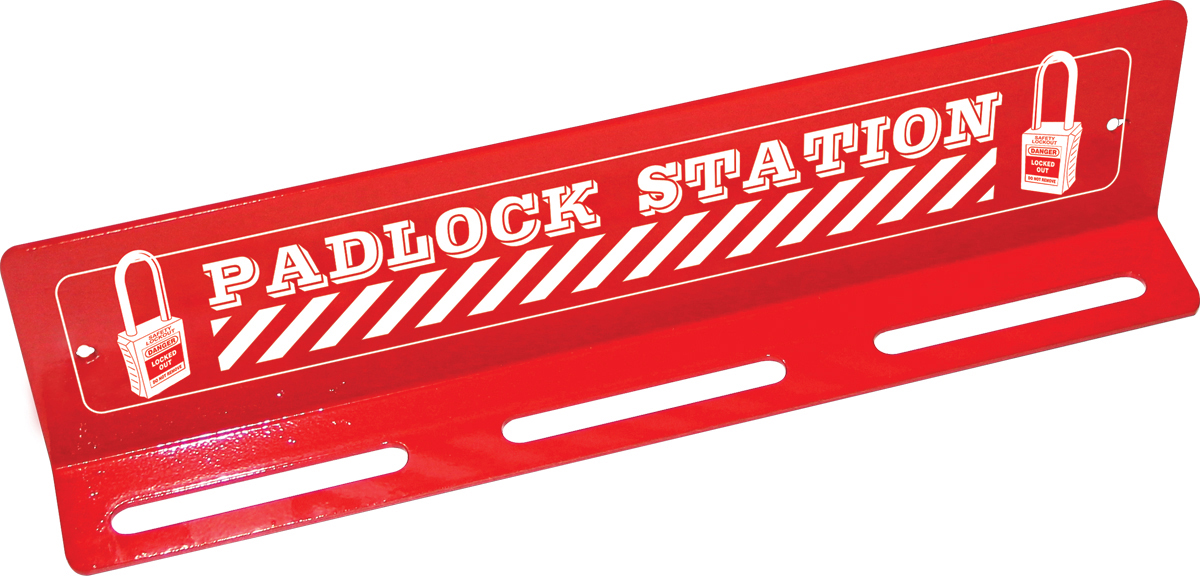 PADLOCK STATION
SAFETY
LOCKOUT
DANGER
LOCKED
OUT
DO NOT REMOVE
SAFETY
LOCKOUT
DANGER
LOCKED
OUT
DO NOT REMOVE